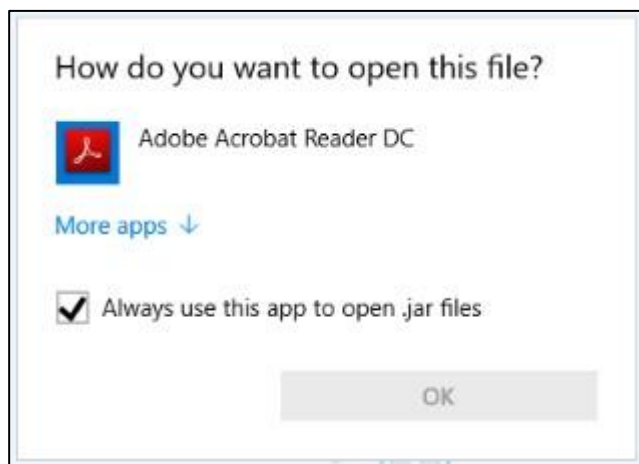 How do you want to open this file?
Adobe Acrobat Reader DC
More apps ↓
Always use this app to open .jar files
OK